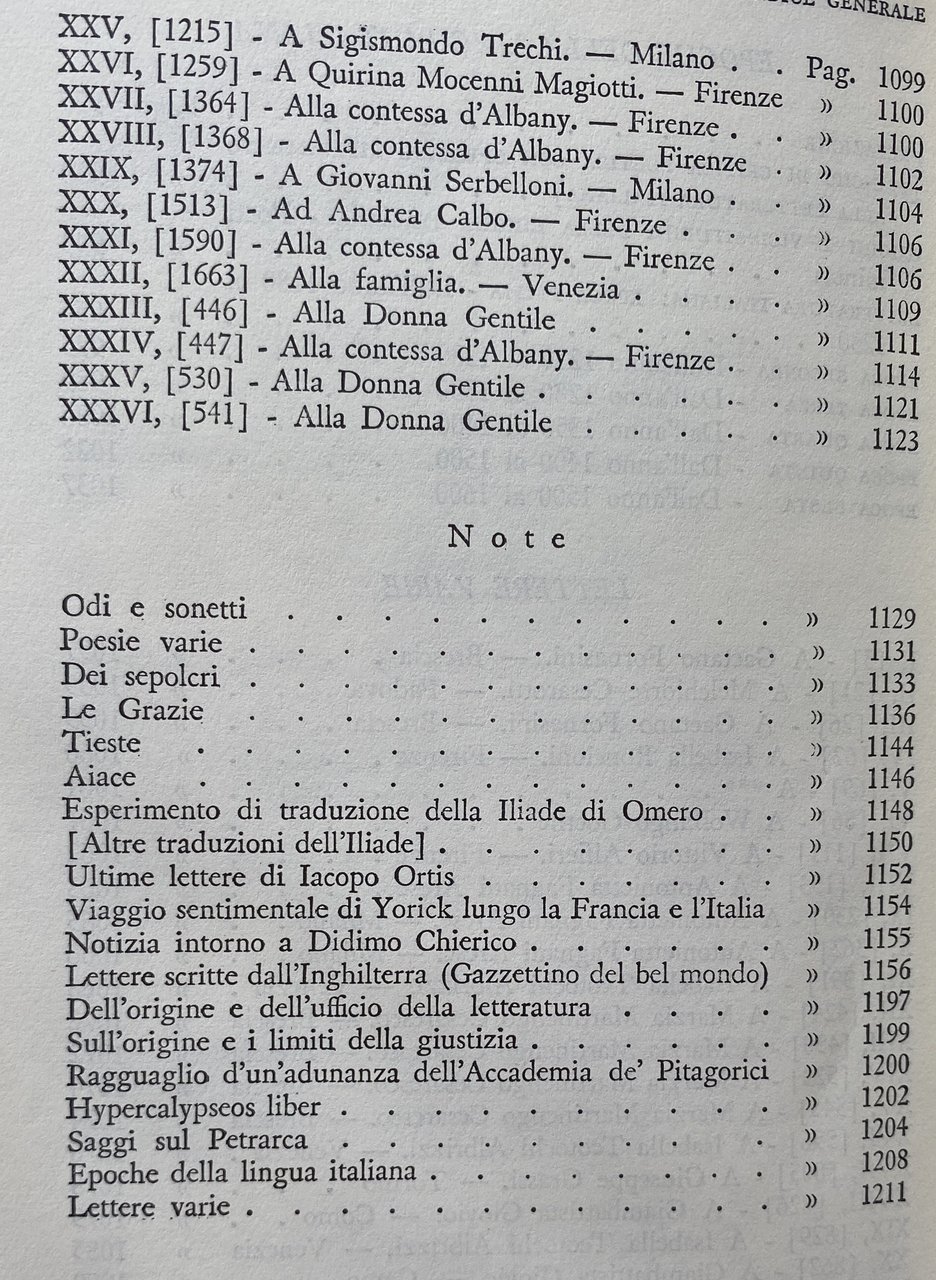 GENERALE
XXV, [1215] - A Sigismondo Trechi. — Milano . . Pag. 1099
XXVI, [1259] - A Quirina Mocenni Magiotti. — Firenze » 1100
XXVII, [1364] - Alla contessa d'Albany. — Firenze . . » 1100
XXVIII, [1368] - Alla contessa d'Albany. — Firenze . » 1102
XXIX, [1374] - A Giovanni Serbelloni. — Milano . . » 1104
XXX, [1513] - Ad Andrea Calbo. — Firenze . . . » 1106
XXXI, [1590] - Alla contessa d'Albany. — Firenze . . » 1106
XXXII, [1663] - Alla famiglia. — Venezia . . . . » 1109
XXXIII, [446] - Alla Donna Gentile . . . . . » 1111
XXXIV, [447] - Alla contessa d'Albany. — Firenze . . » 1114
XXXV, [530] - Alla Donna Gentile . . . . . . » 1121
XXXVI, [541] - Alla Donna Gentile . . . . . » 1123
Note
Odi e sonetti . . . . . . . . . . . » 1129
Poesie varie . . . . . . . . . . . . » 1131
Dei sepolcri . . . . . . . . . . . . » 1133
Le Grazie . . . . . . . . . . . . » 1136
Tieste . . . . . . . . . . . . . » 1144
Aiace . . . . . . . . . . . . . » 1146
Esperimento di traduzione della Iliade di Omero . . » 1148
[Altre traduzioni dell'Iliade] . . . . . . . . » 1150
Ultime lettere di Iacopo Ortis . . . . . . . » 1152
Viaggio sentimentale di Yorick lungo la Francia e l'Italia » 1154
Notizia intorno a Didimo Chierico . . . . . . » 1155
Lettere scritte dall'Inghilterra (Gazzettino del bel mondo) » 1156
Dell'origine e dell'ufficio della letteratura . . . . » 1197
Sull'origine e i limiti della giustizia . . . . . . » 1199
Ragguaglio d'un'adunanza dell'Accademia de' Pitagorici » 1200
Hypercalypseos liber . . . . . . . . . . » 1202
Saggi sul Petrarca . . . . . . . . . . » 1204
Epoche della lingua italiana . . . . . . . . » 1208
Lettere varie . . . . . . . . . . . . » 1211